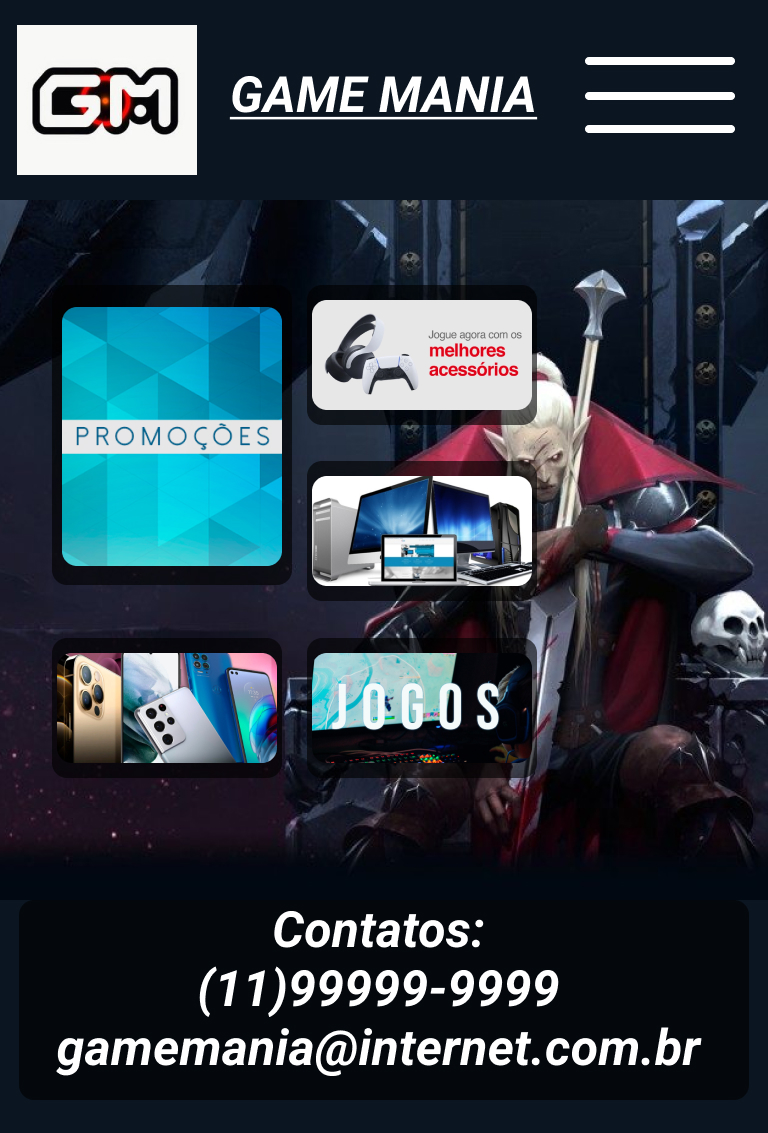 GM
GAME MANIA
PROMOÇÕES
Jogue agora com os
melhores
acessórios
JOGOS
Contatos:
(11)99999-9999
gamemania@internet.com.br